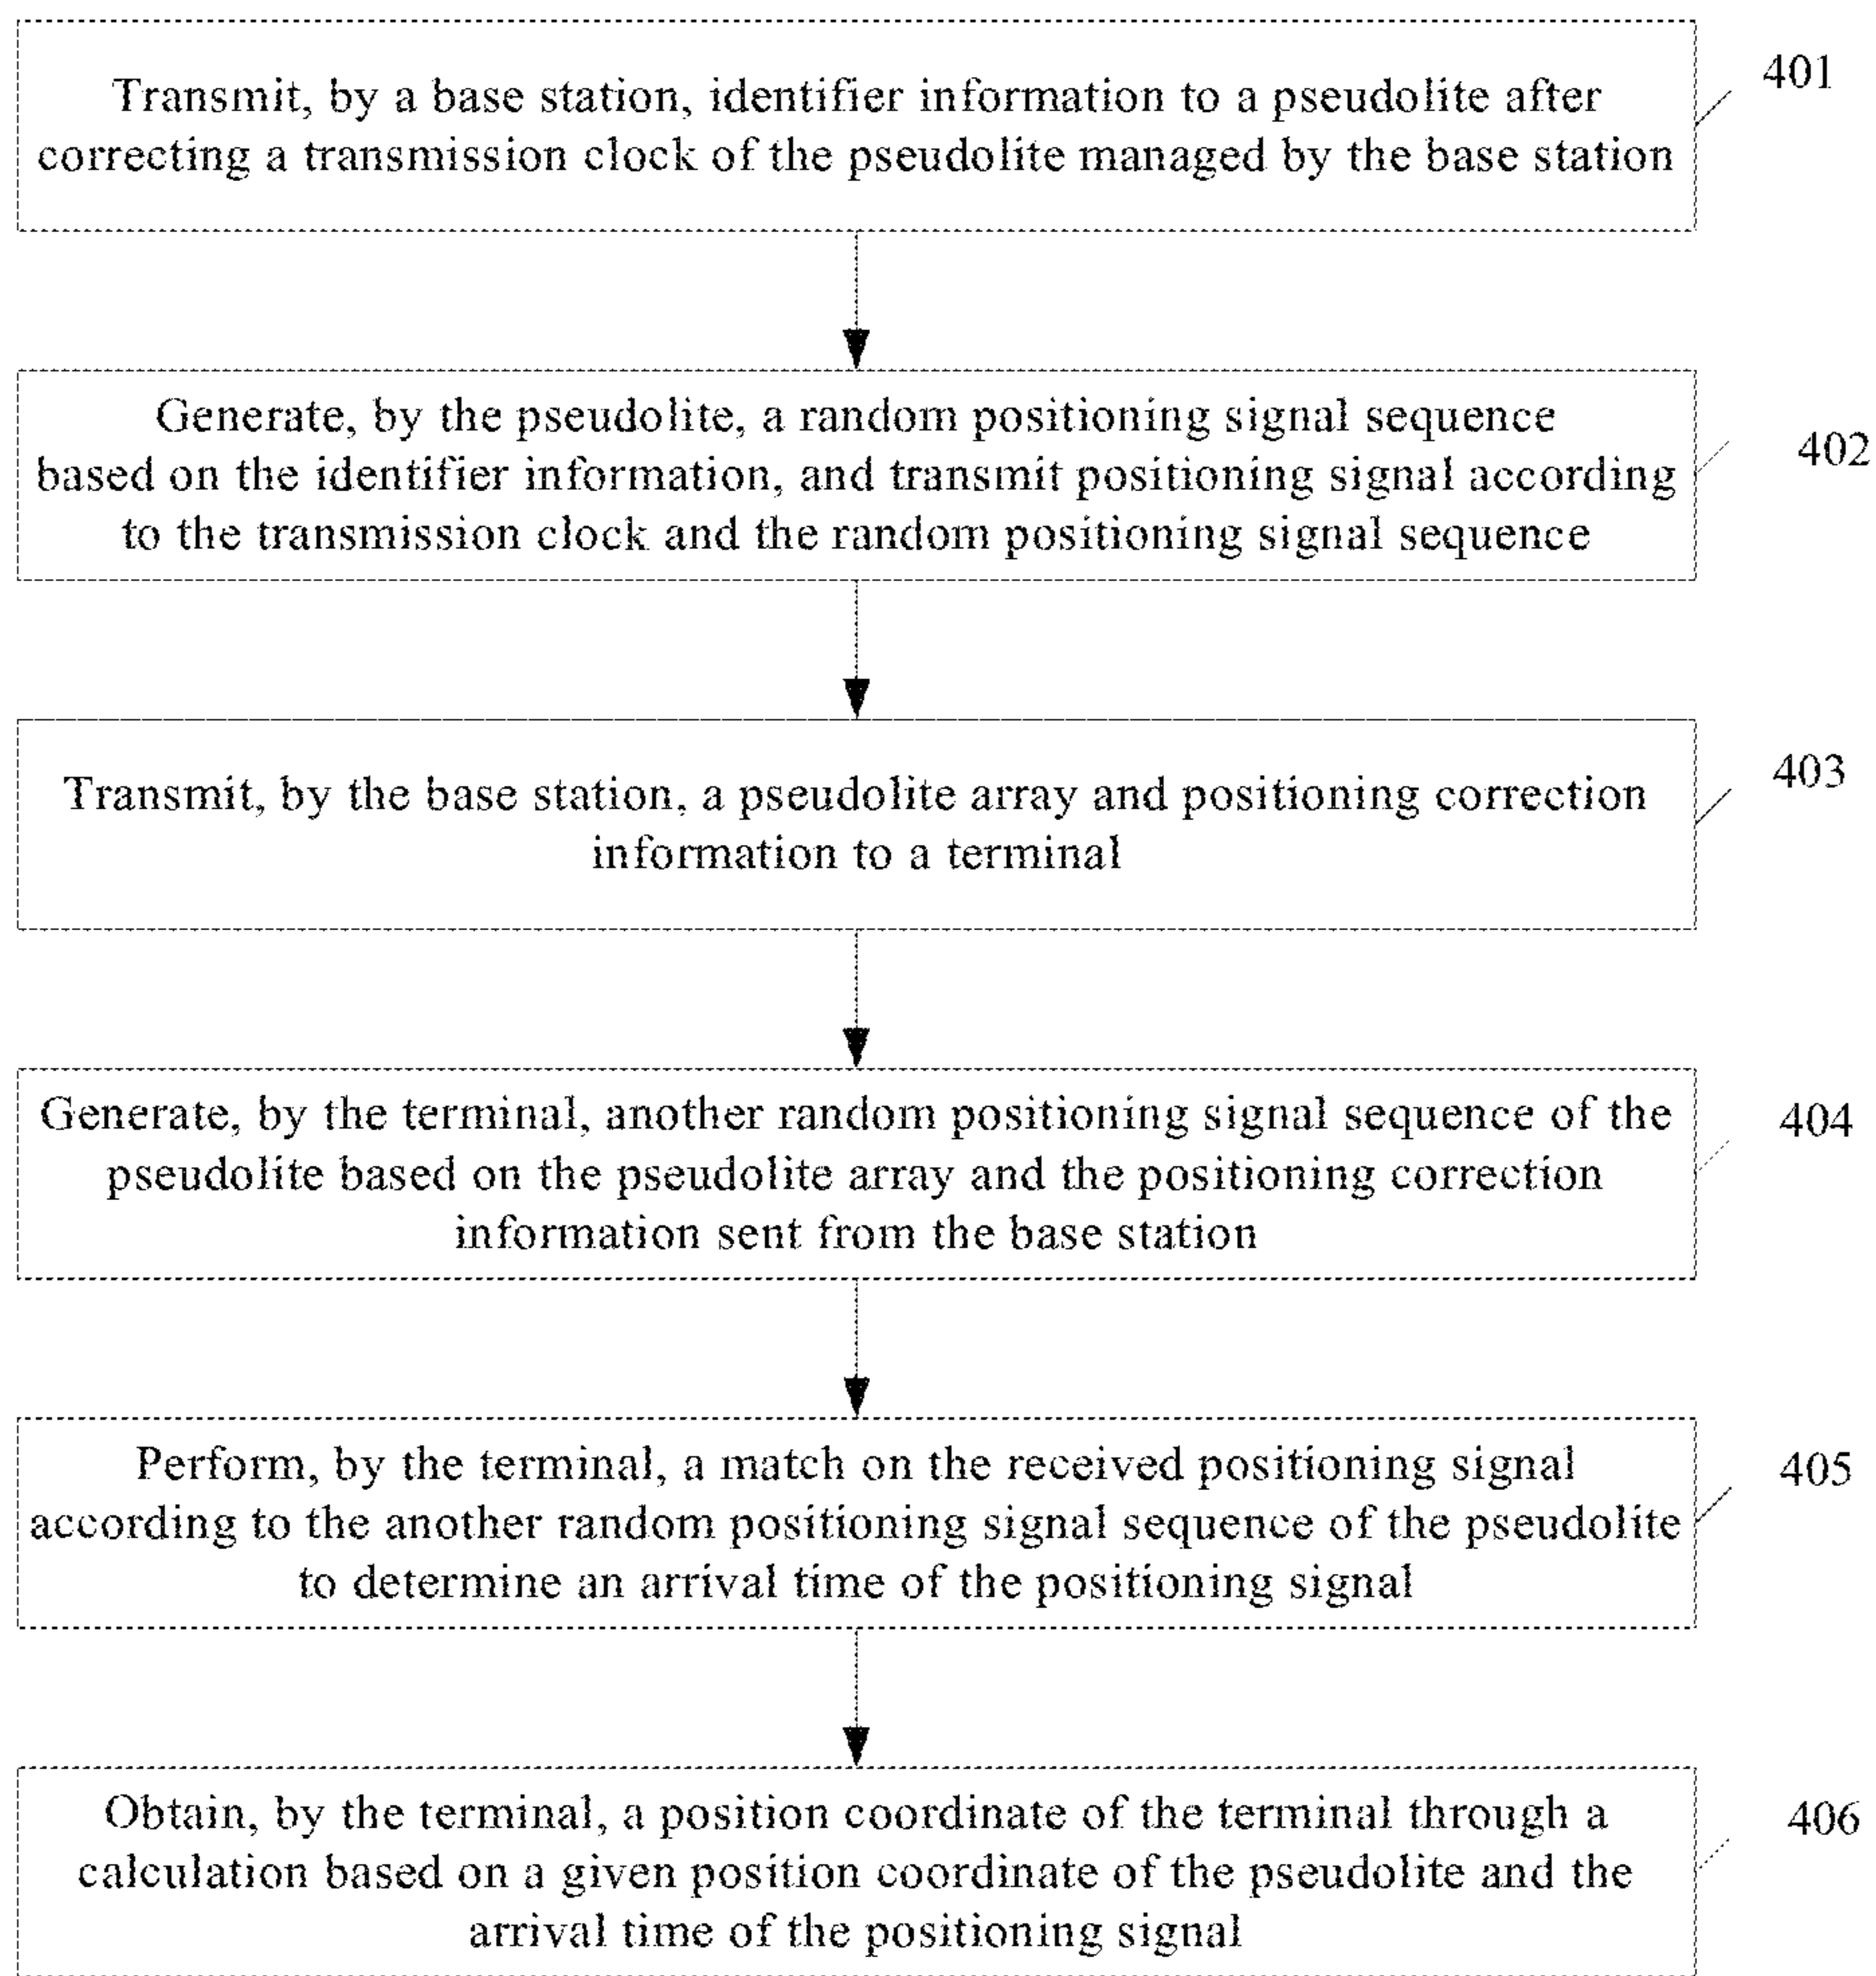 Transmit, by a base station, identifier information to a pseudolite after
correcting a transmission clock of the pseudolite managed by the base station
401
Generate, by the pseudolite, a random positioning signal sequence
based on the identifier information, and transmit positioning signal according
to the transmission clock and the random positioning signal sequence
402
Transmit, by the base station, a pseudolite array and positioning correction
information to a terminal
403
Generate, by the terminal, another random positioning signal sequence of the
pseudolite based on the pseudolite array and the positioning correction
information sent from the base station
404
Perform, by the terminal, a match on the received positioning signal
according to the another random positioning signal sequence of the pseudolite
to determine an arrival time of the positioning signal
405
Obtain, by the terminal, a position coordinate of the terminal through a
calculation based on a given position coordinate of the pseudolite and the
arrival time of the positioning signal
406